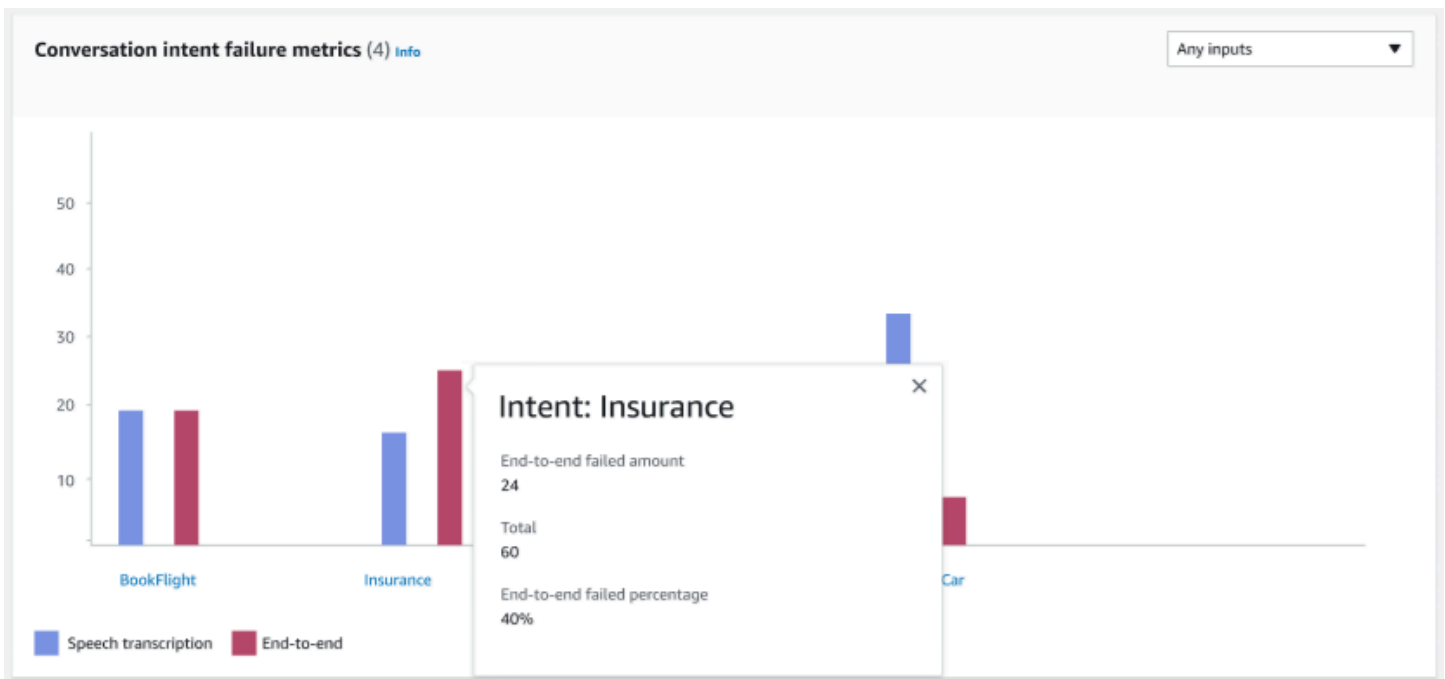 Conversation intent failure metrics (4) Info
Any inputs
50
40
30
20
10
Intent: Insurance
End-to-end failed amount
24
Total
60
End-to-end failed percentage
40%
BookFlight
Insurance
Car
Speech transcription
End-to-end